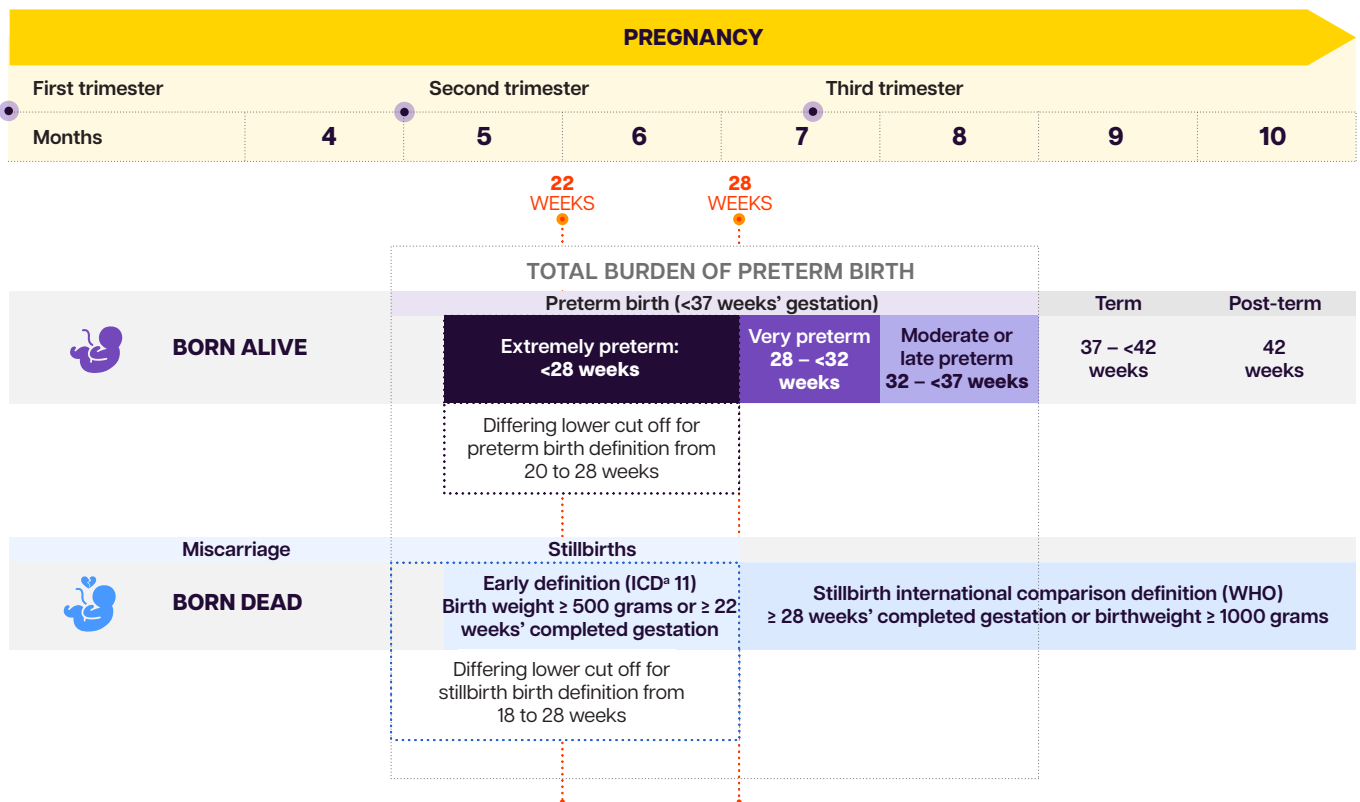 PREGNANCY
First trimester
Second trimester
Third trimester
Months
4
5
6
7
8
9
10
22
WEEKS
28
WEEKS
TOTAL BURDEN OF PRETERM BIRTH
Preterm birth (<37 weeks’ gestation)
Term
Post-term
BORN ALIVE
Extremely preterm:
<28 weeks
Very preterm
28 – <32
weeks
Moderate or
late preterm
32 – <37 weeks
37 – <42
weeks
42
weeks
Differing lower cut off for
preterm birth definition from
20 to 28 weeks
Miscarriage
Stillbirths
BORN DEAD
Early definition (ICDᵃ 11)
Birth weight ≥ 500 grams or ≥ 22
weeks’ completed gestation
Stillbirth international comparison definition (WHO)
≥ 28 weeks’ completed gestation or birthweight ≥ 1000 grams
Differing lower cut off for
stillbirth birth definition from
18 to 28 weeks